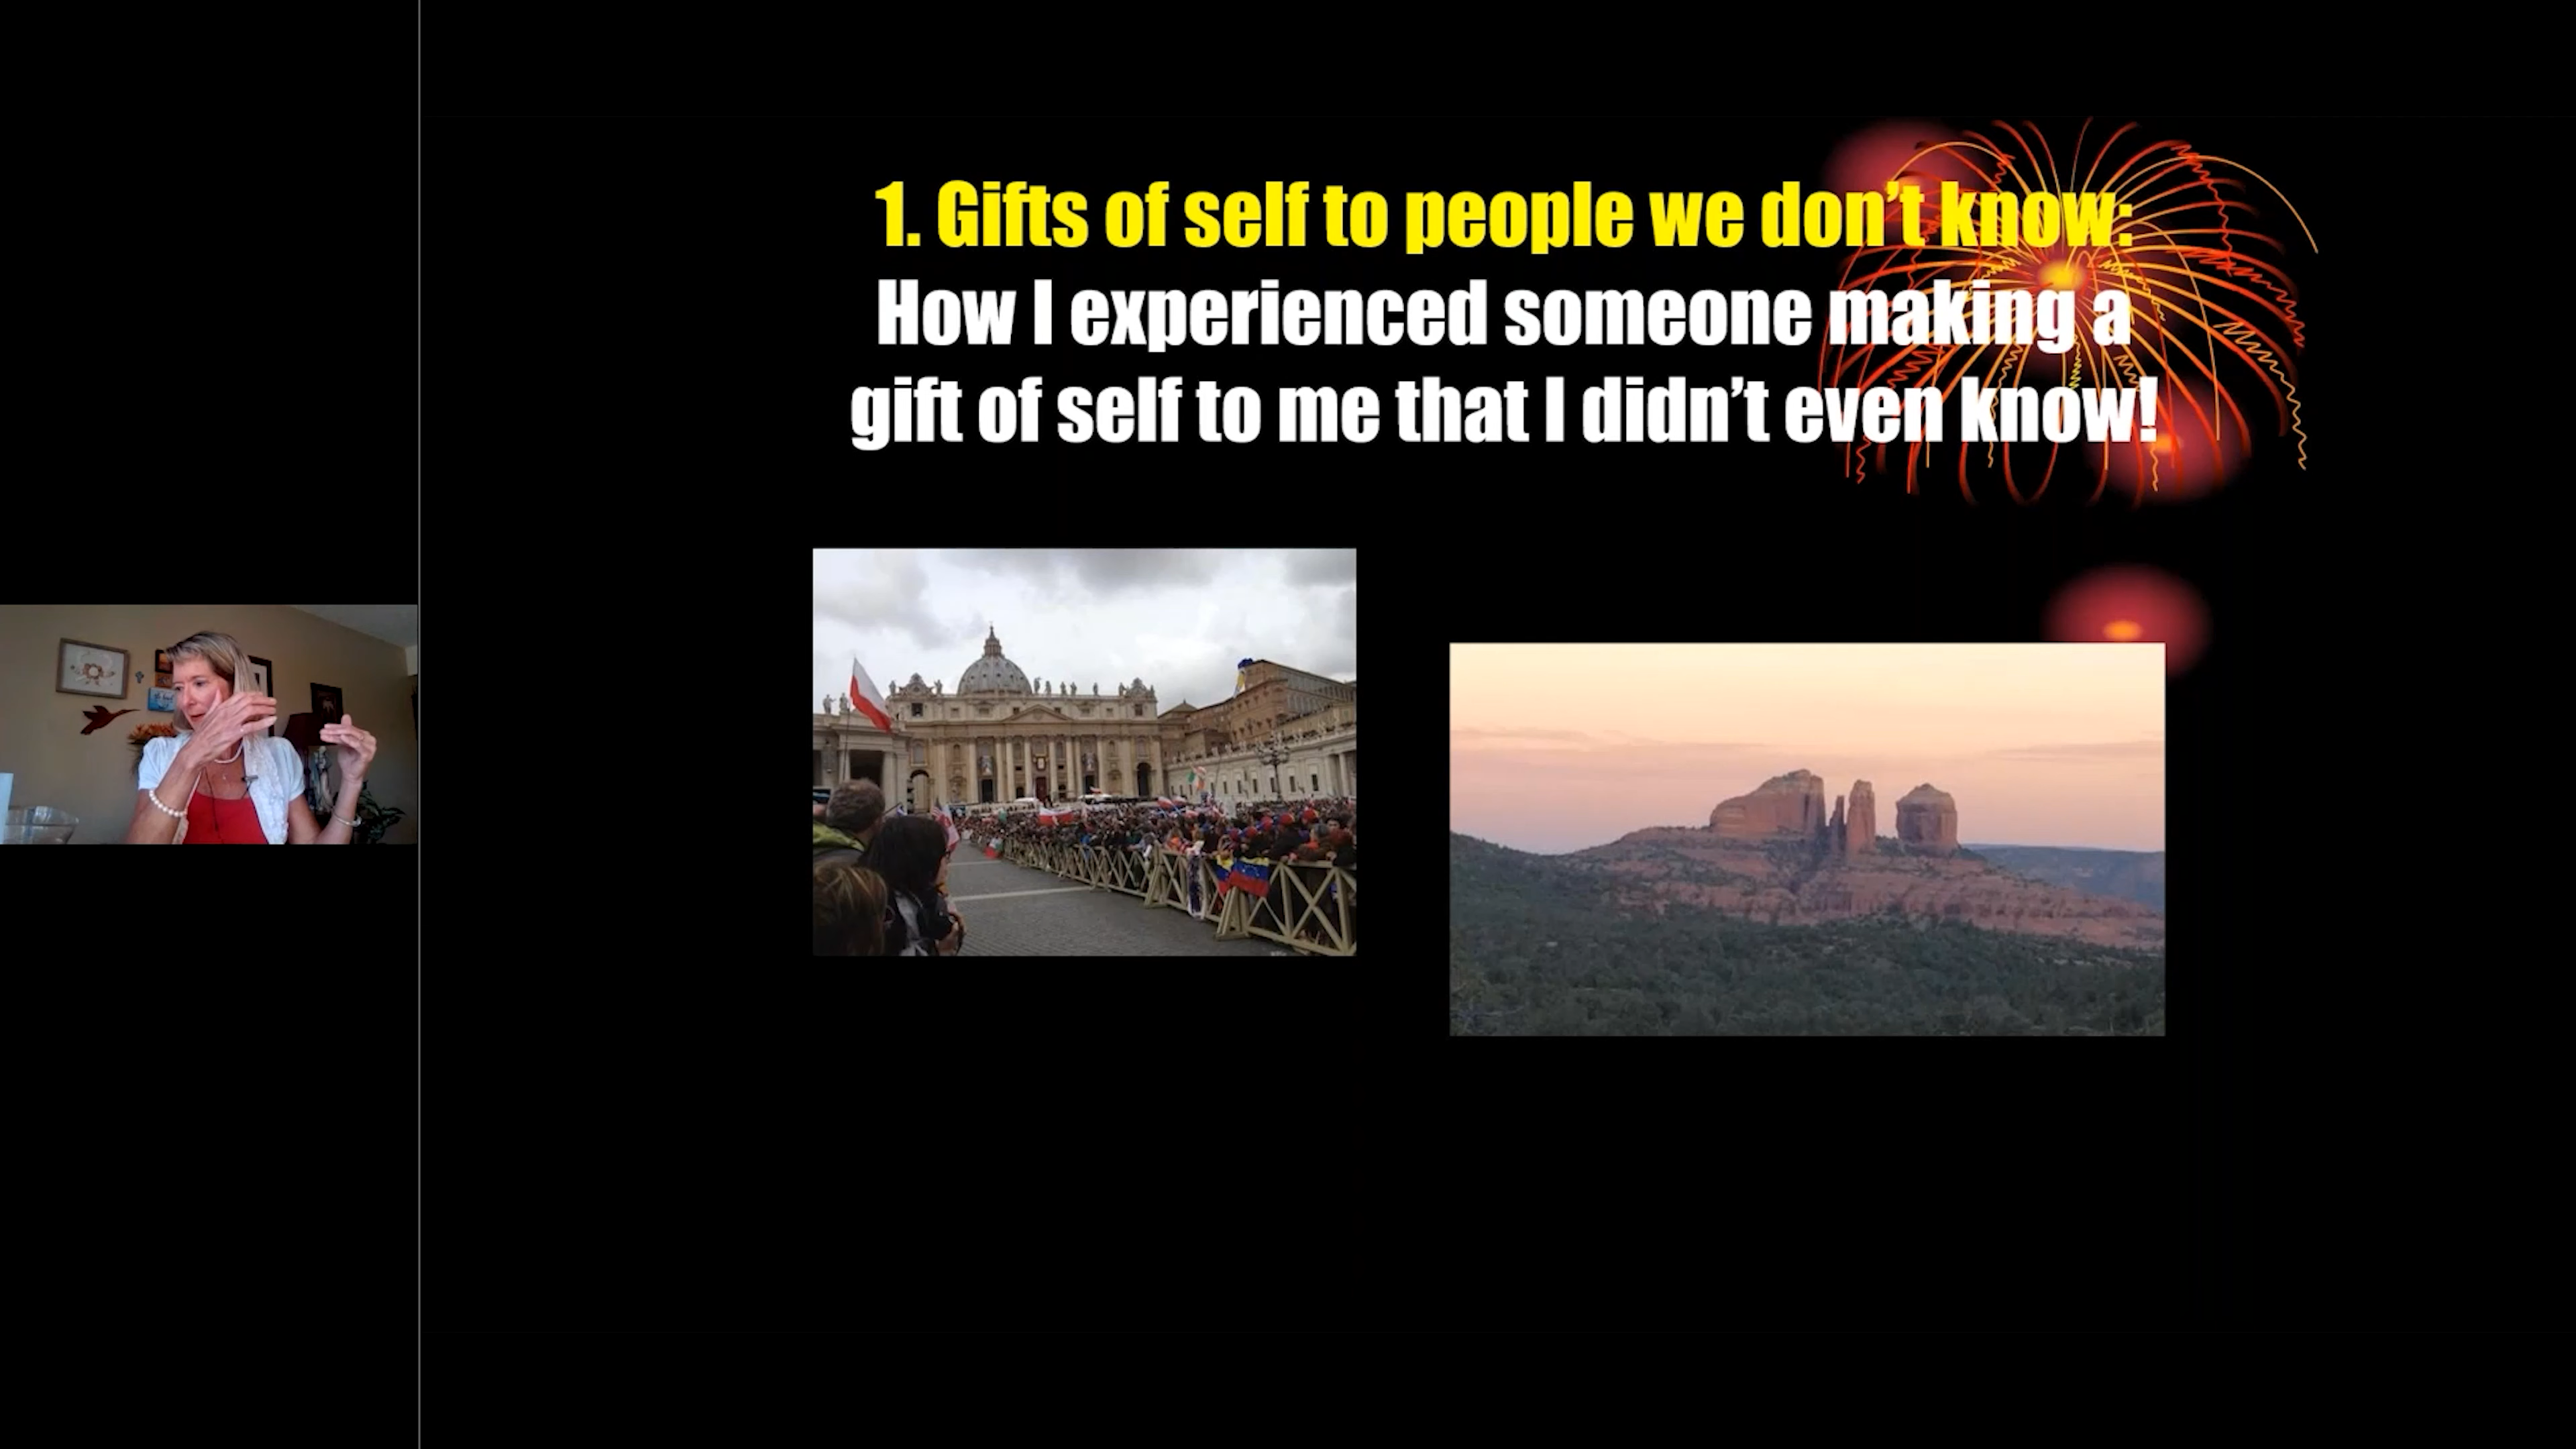 1. Gifts of self to people we don’t know:
How I experienced someone making a
gift of self to me that I didn’t even know!